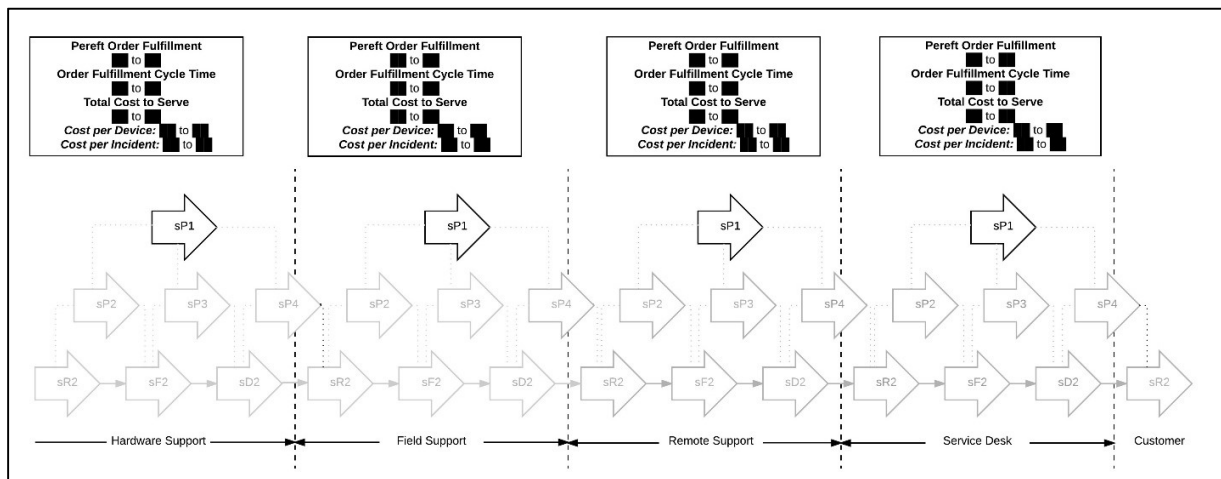 Pereft Order Fulfillment
██ to ██
Order Fulfillment Cycle Time
██ to ██
Total Cost to Serve
██ to ██
Cost per Device: ██ to ██
Cost per Incident: ██ to ██
Pereft Order Fulfillment
██ to ██
Order Fulfillment Cycle Time
██ to ██
Total Cost to Serve
██ to ██
Cost per Device: ██ to ██
Cost per Incident: ██ to ██
Pereft Order Fulfillment
██ to ██
Order Fulfillment Cycle Time
██ to ██
Total Cost to Serve
██ to ██
Cost per Device: ██ to ██
Cost per Incident: ██ to ██
Pereft Order Fulfillment
██ to ██
Order Fulfillment Cycle Time
██ to ██
Total Cost to Serve
██ to ██
Cost per Device: ██ to ██
Cost per Incident: ██ to ██
sP1 sP1 sP1 sP1
sP2 sP3 sP4 sP2 sP3 sP4 sP2 sP3 sP4 sP2 sP3 sP4
sR2 sF2 sD2 sR2 sF2 sD2 sR2 sF2 sD2 sR2 sF2 sD2 sR2
Hardware Support Field Support Remote Support Service Desk Customer